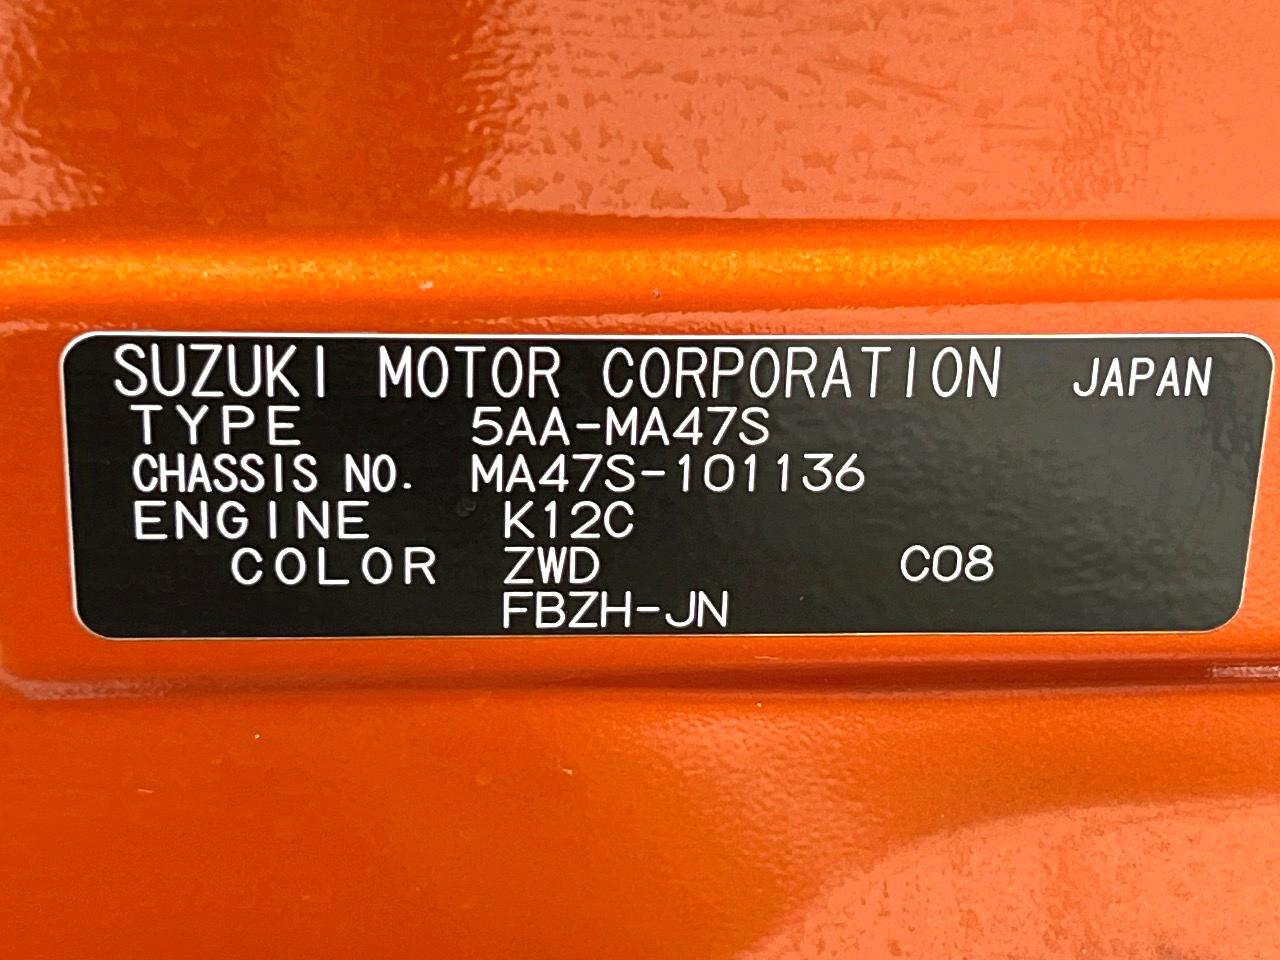 SUZUKI MOTOR CORPORATION JAPAN
TYPE 5AA-MA47S
CHASSIS NO. MA47S-101136
ENGINE K12C
COLOR ZWD C08
FBZH-JN